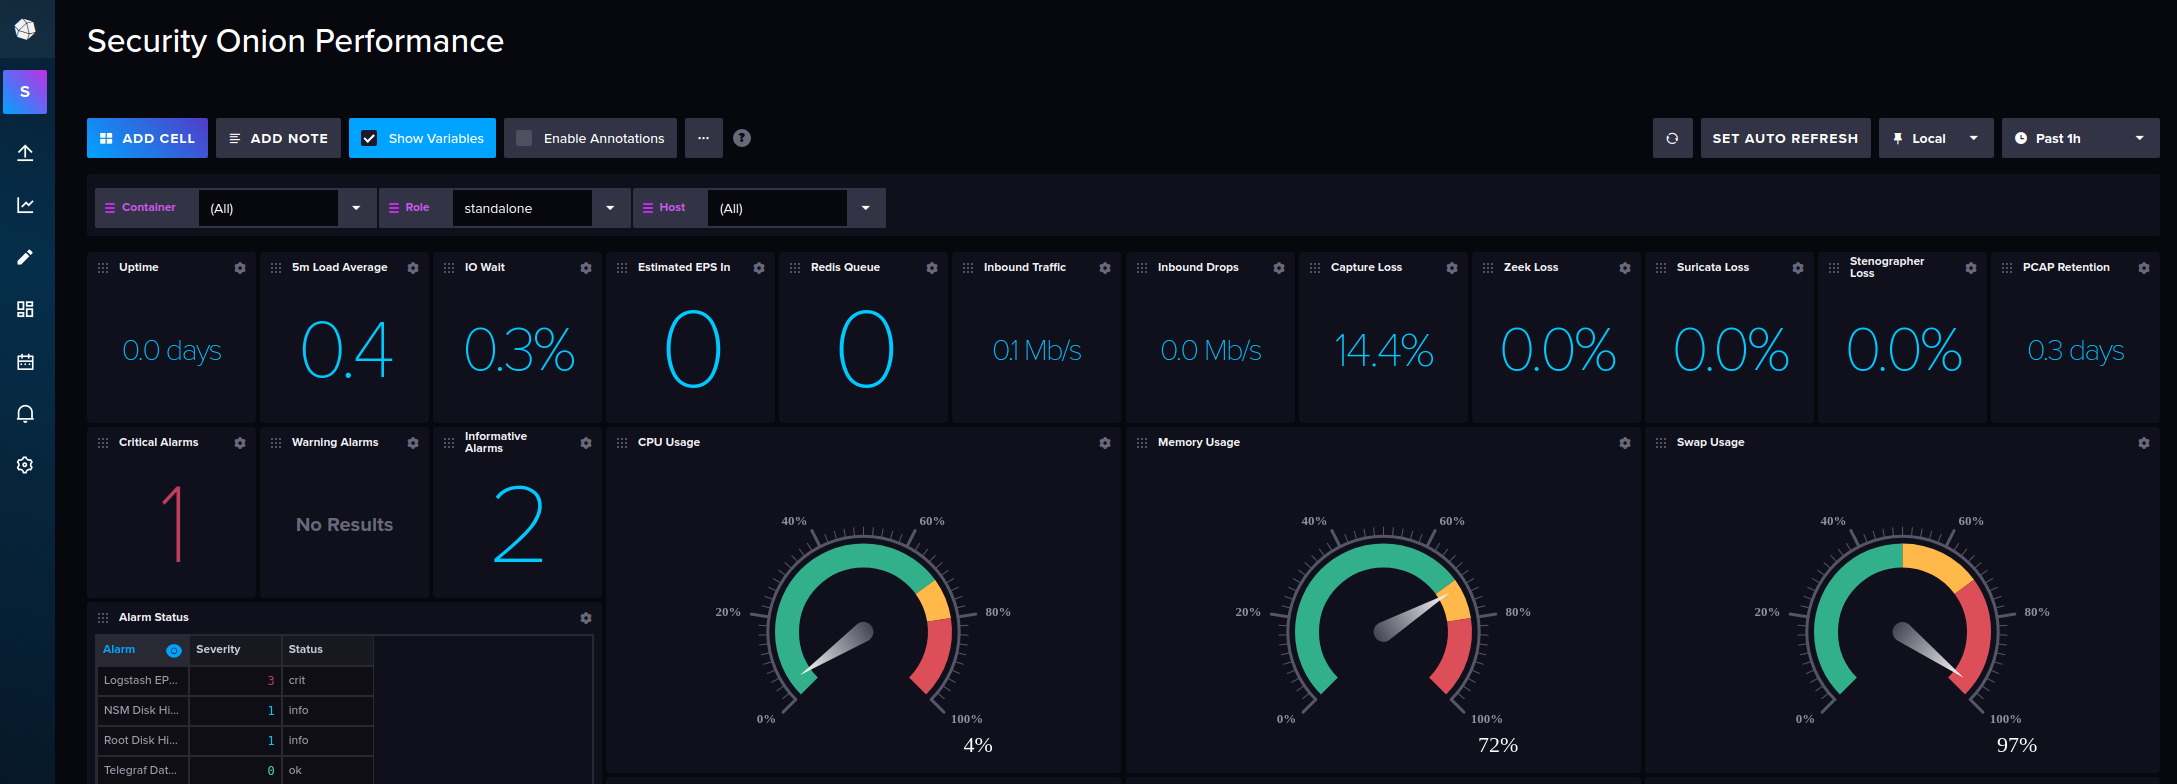 Security Onion Performance
S
ADD CELL
ADD NOTE
Show Variables
Enable Annotations
...
?
SET AUTO REFRESH
Local
Past 1h
Container
(All)
Role
standalone
Host
(All)
Uptime
0.0 days
5m Load Average
0.4
IO Wait
0.3%
Estimated EPS In
0
Redis Queue
0
Inbound Traffic
0.1 Mb/s
Inbound Drops
0.0 Mb/s
Capture Loss
14.4%
Zeek Loss
0.0%
Suricata Loss
0.0%
Stenographer
Loss
0.0%
PCAP Retention
0.3 days
Critical Alarms
1
Warning Alarms
No Results
Informative
Alarms
2
CPU Usage
0%
20%
40%
60%
80%
100%
4%
Memory Usage
0%
20%
40%
60%
80%
100%
72%
Swap Usage
0%
20%
40%
60%
80%
100%
97%
Alarm Status
Alarm Severity Status
Logstash EP... 3 crit
NSM Disk Hi... 1 info
Root Disk Hi... 1 info
Telegraf Dat... 0 ok